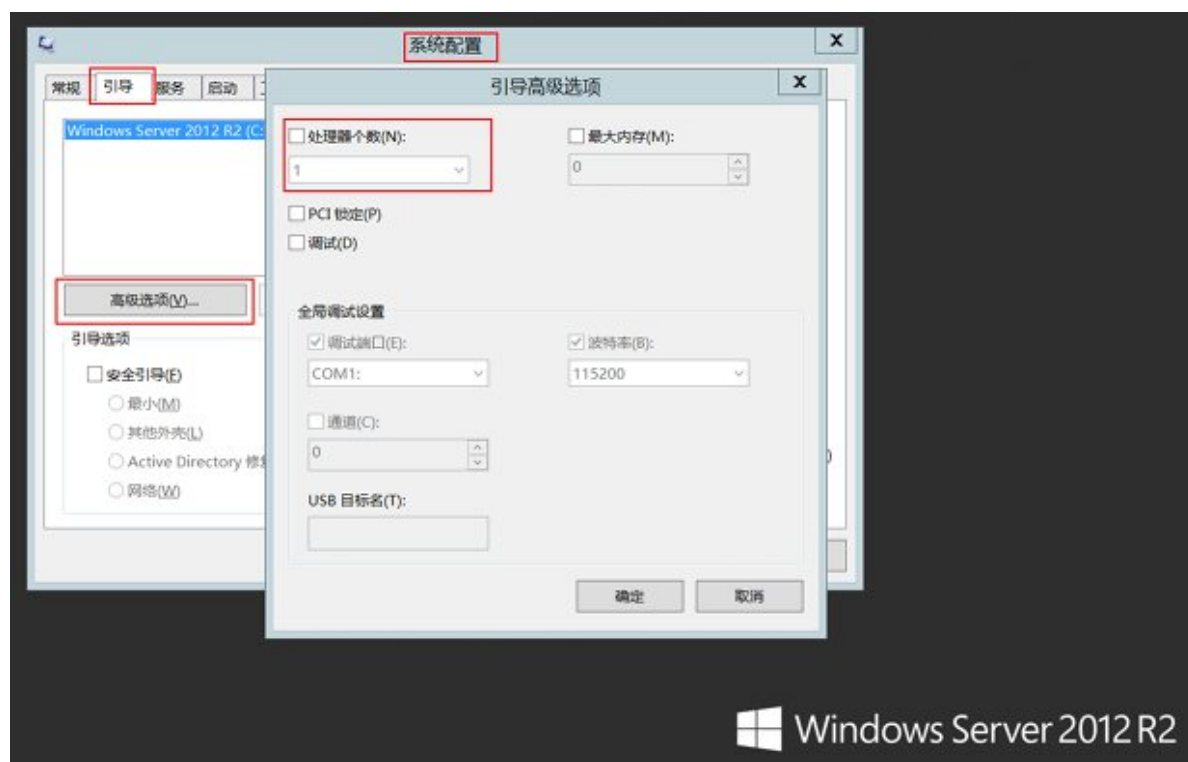 系统配置
常规 引导 服务 启动
引导高级选项
Windows Server 2012 R2 (C:
处理器个数(N): 最大内存(M):
1 0
PCI 锁定(P)
调试(D)
高级选项(V)...
全局调试设置
引导选项
调试端口(E): 波特率(B):
安全引导(F)
COM1: 115200
最小(M)
通道(C):
其他外壳(L)
0
Active Directory 修复
网络(W)
USB 目标名(T):
确定 取消
Windows Server 2012 R2